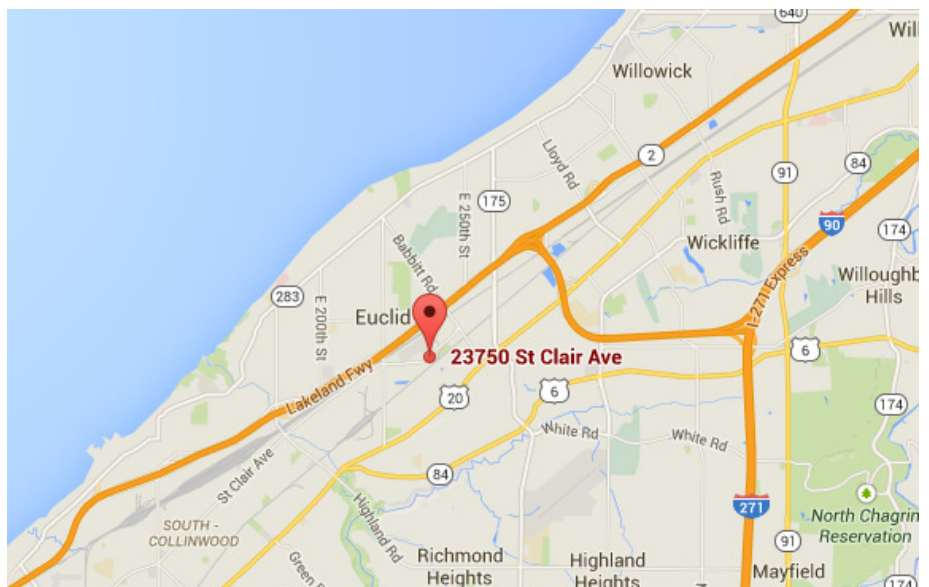 640
Will
Willowick
2
Lloyd Rd
91
84
Rush Rd
175
E 250th St
90
174
Wickliffe
Babbitt Rd
I-271 Express
Willoughb
Hills
283
E 200th St
Euclid
23750 St Clair Ave
6
Lakeland Fwy
20
6
174
White Rd
White Rd
St Clair Ave
84
271
Highland Rd
North Chagrin
Reservation
SOUTH -
COLLINWOOD
91
Richmond
Heights
Highland
Heights
Mayfield
Green
174